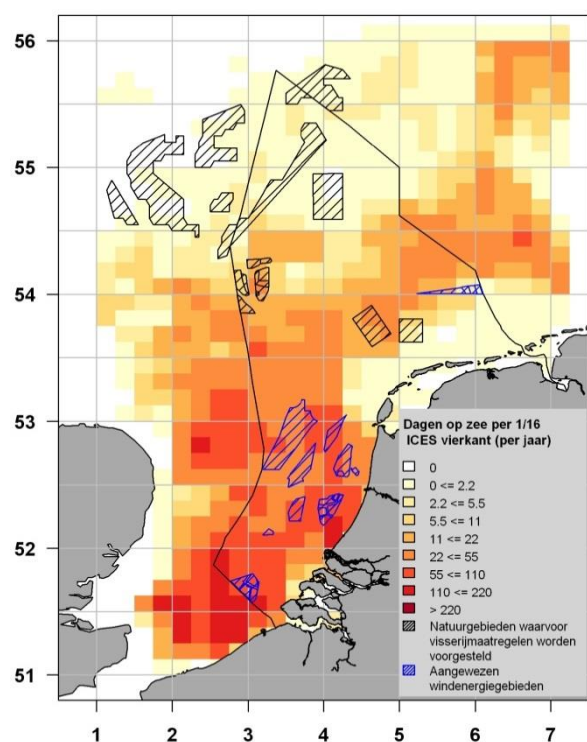 56
55
54
53
52
51
1 2 3 4 5 6 7
Dagen op zee per 1/16
ICES vierkant (per jaar)
0
0 <= 2.2
2.2 <= 5.5
5.5 <= 11
11 <= 22
22 <= 55
55 <= 110
110 <= 220
> 220
Natuurgebieden waarvoor
visserijmaatregelen worden
voorgesteld
Aangewezen
windenergiegebieden